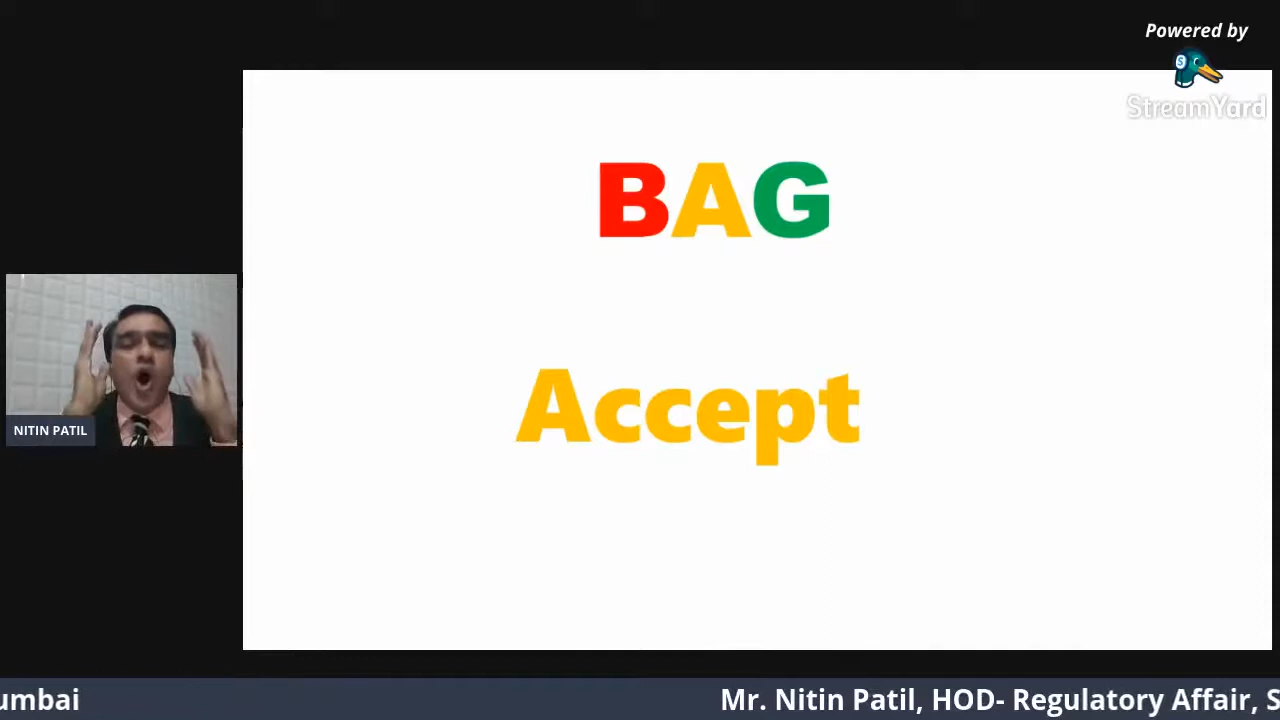 Powered by
StreamYard
BAG
Accept
NITIN PATIL
umbai
Mr. Nitin Patil, HOD- Regulatory Affair, S